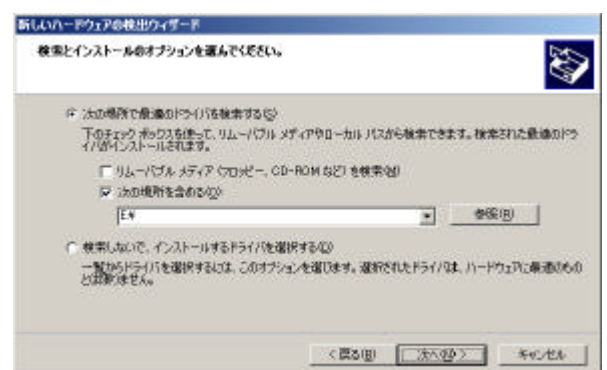 新しいハードウェアの検出ウィザード
検索とインストールのオプションを選んでください。
次の場所で最適のドライバを検索する(S)
下のチェック ボックスを使って、リムーバブル メディアやローカル パスから検索できます。検索された最適のドラ
イバがインストールされます。
リムーバブル メディア (フロッピー、CD-ROM など) を検索(M)
次の場所を含める(O):
E:¥
参照(R)
検索しないで、インストールするドライバを選択する(D)
一覧からドライバを選択するには、このオプションを選びます。選択されたドライバは、ハードウェアに最適のもの
とは限りません。
< 戻る(B)
次へ(N) >
キャンセル